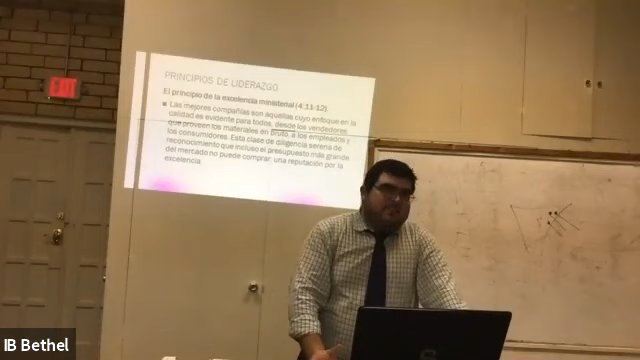 EXIT
PRINCIPIOS DE LIDERAZGO
El principio de la excelencia ministerial (4:11-12)
Las mejores compañías son aquellas cuyo enfoque en la
calidad es evidente para todos, desde los vendedores
que proveen los materiales en bruto, a los empleados y
los consumidores. Esta clase de diligencia serena de
reconocimiento que incluso el presupuesto más grande
del mercado no puede comprar: una reputación por la
excelencia
IB Bethel